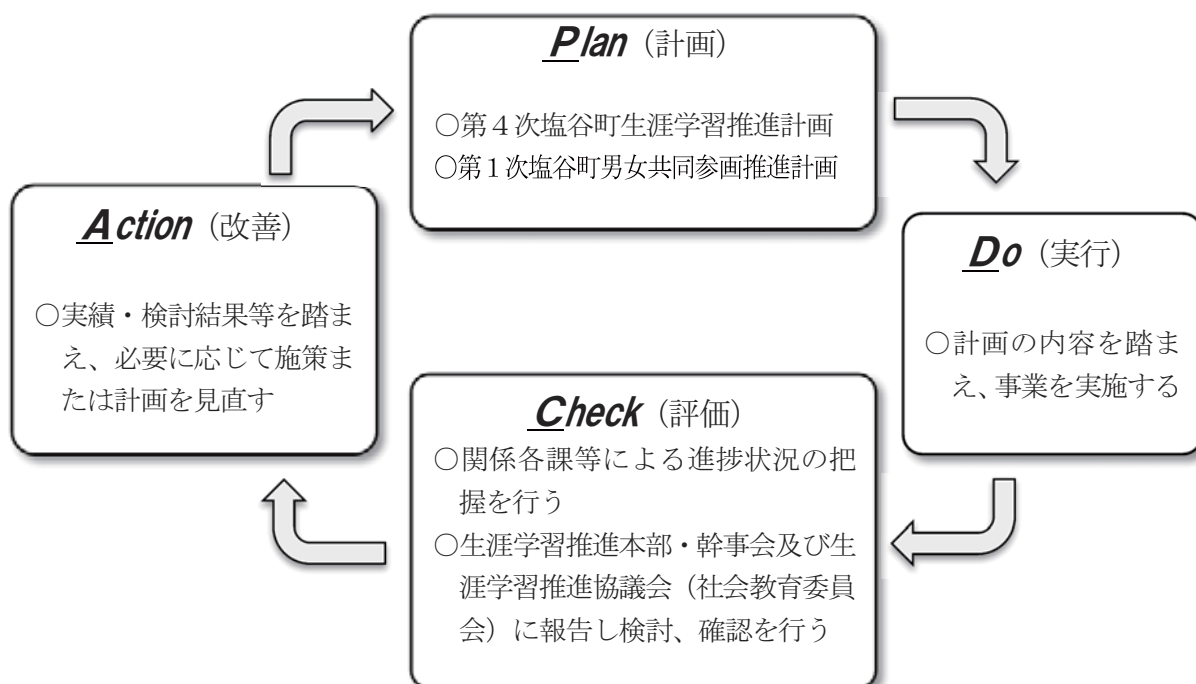 Plan（計画）
○第４次塩谷町生涯学習推進計画
○第１次塩谷町男女共同参画推進計画
Do（実行）
○計画の内容を踏ま
え、事業を実施する
Check（評価）
○関係各課等による進捗状況の把
握を行う
○生涯学習推進本部・幹事会及び生
涯学習推進協議会（社会教育委員
会）に報告し検討、確認を行う
Action（改善）
○実績・検討結果等を踏ま
え、必要に応じて施策ま
たは計画を見直す